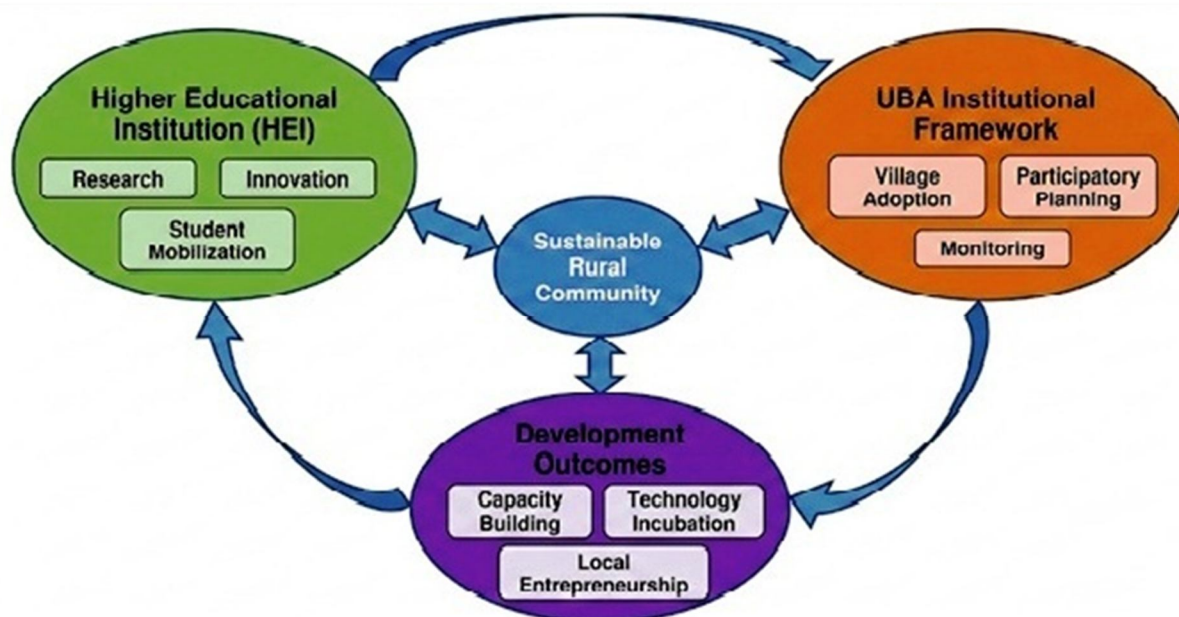 Higher Educational
Institution (HEI)
Research
Innovation
Student
Mobilization
UBA Institutional
Framework
Village
Adoption
Participatory
Planning
Monitoring
Sustainable
Rural
Community
Development
Outcomes
Capacity
Building
Technology
Incubation
Local
Entrepreneurship